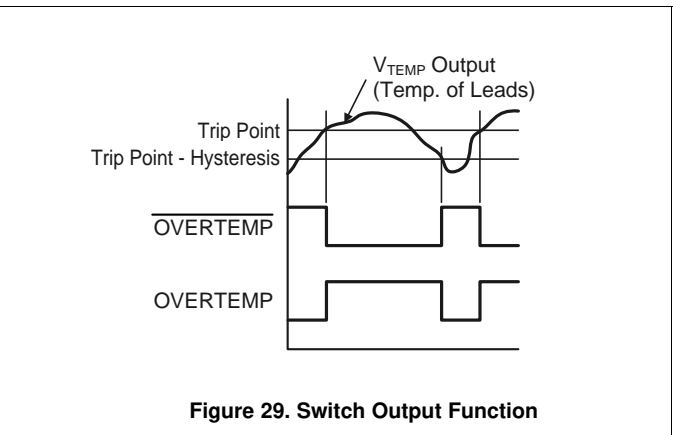 V_TEMP Output
(Temp. of Leads)
Trip Point
Trip Point - Hysteresis
OVERTEMP
OVERTEMP
Figure 29. Switch Output Function